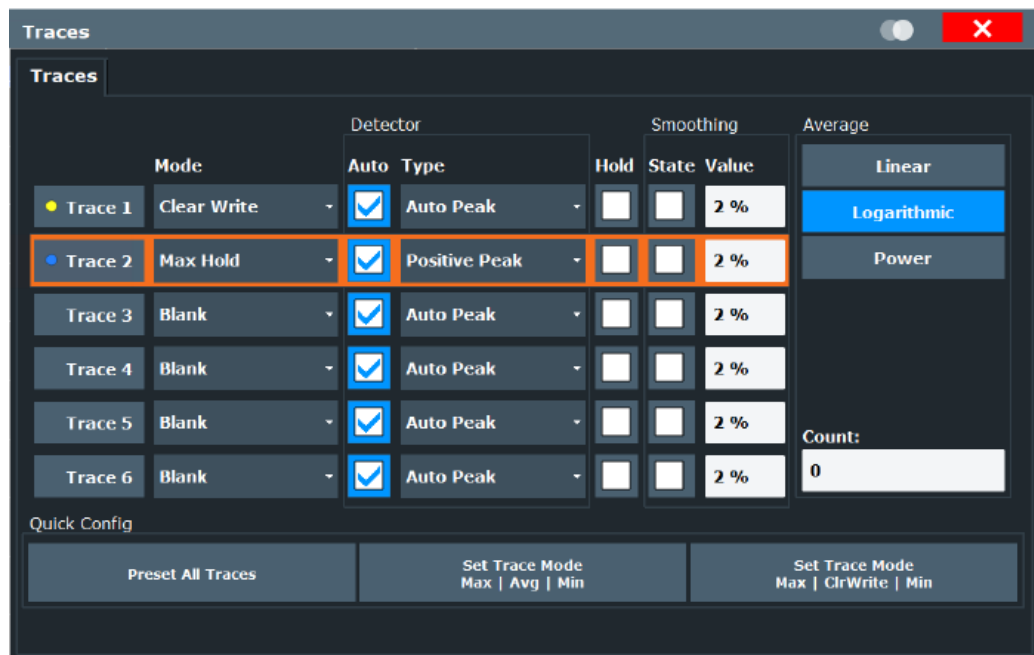 Traces
Traces
Detector Smoothing Average
Mode Auto Type Hold State Value Linear
Trace 1 Clear Write Auto Peak 2 % Logarithmic
Trace 2 Max Hold Positive Peak 2 % Power
Trace 3 Blank Auto Peak 2 %
Trace 4 Blank Auto Peak 2 %
Trace 5 Blank Auto Peak 2 % Count:
Trace 6 Blank Auto Peak 2 % 0
Quick Config
Preset All Traces
Set Trace Mode
Max | Avg | Min
Set Trace Mode
Max | ClrWrite | Min